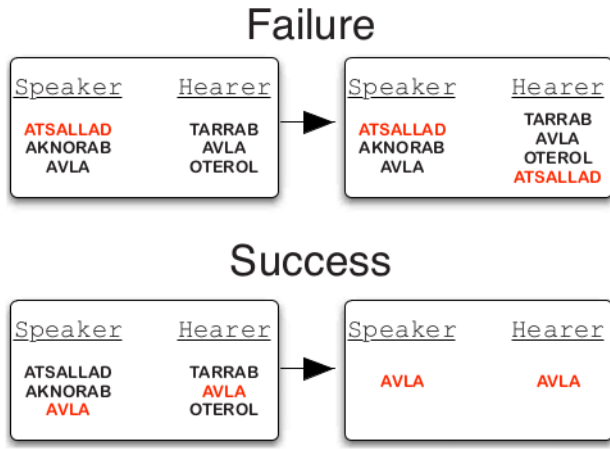 Failure
Speaker Hearer
ATSALLAD TARRAB
AKNORAB AVLA
AVLA OTEROL
Speaker Hearer
ATSALLAD TARRAB
AKNORAB AVLA
AVLA OTEROL
ATSALLAD
Success
Speaker Hearer
ATSALLAD TARRAB
AKNORAB AVLA
AVLA OTEROL
Speaker Hearer
AVLA AVLA